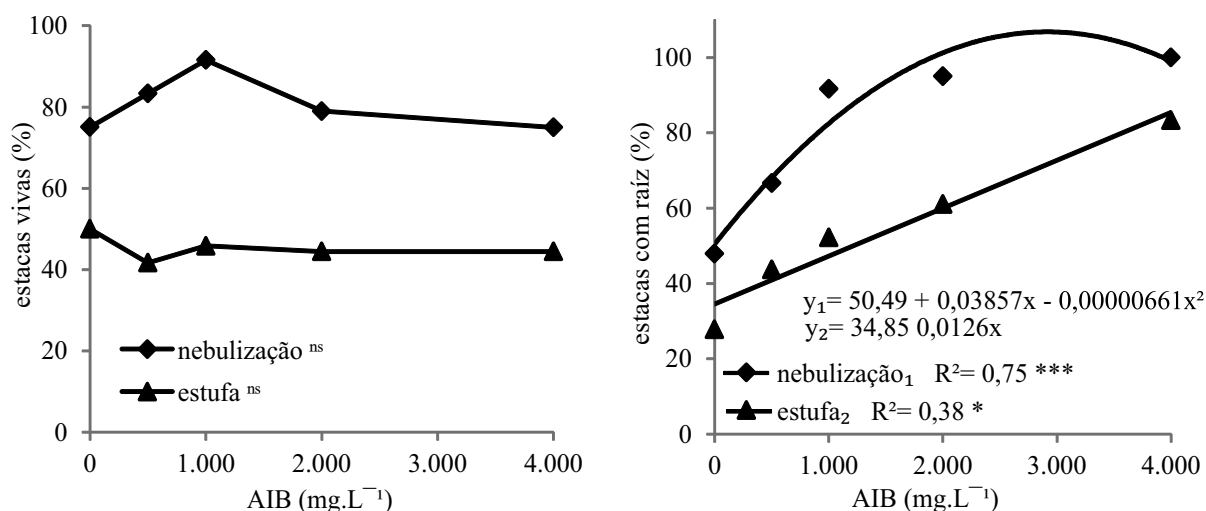 100
80
60
40
20
0
estacas vivas (%)
nebulização ⁿˢ
estufa ⁿˢ
0 1.000 2.000 3.000 4.000
AIB (mg.L⁻¹)
100
80
60
40
20
0
estacas com raíz (%)
y₁= 50,49 + 0,03857x - 0,00000661x²
y₂= 34,85 0,0126x
nebulização₁ R²= 0,75 ***
estufa₂ R²= 0,38 *
0 1.000 2.000 3.000 4.000
AIB (mg.L⁻¹)